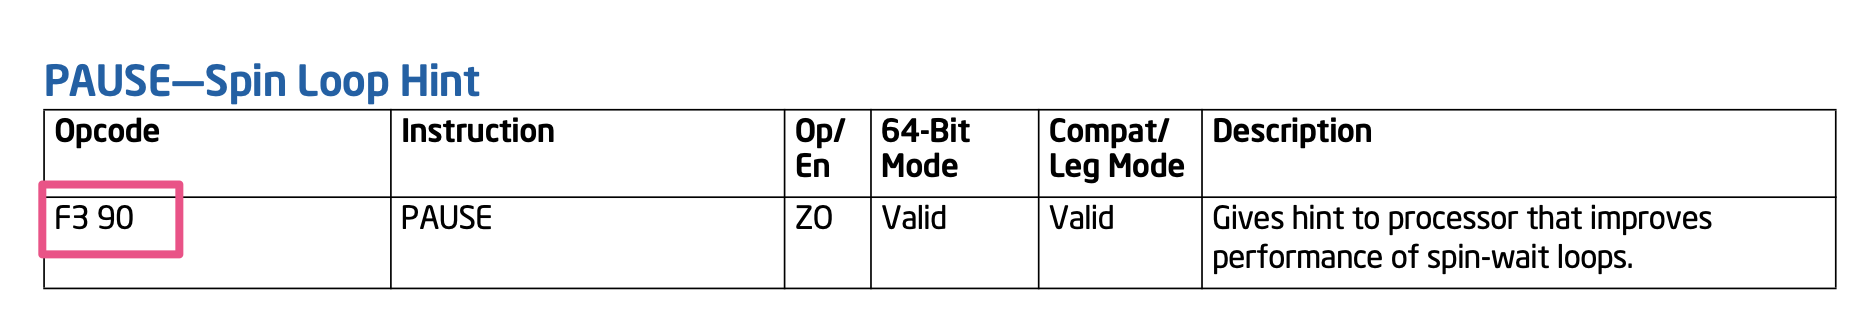 PAUSE—Spin Loop Hint
Opcode Instruction Op/ En 64-Bit Mode Compat/ Leg Mode Description
F3 90 PAUSE ZO Valid Valid Gives hint to processor that improves
performance of spin-wait loops.